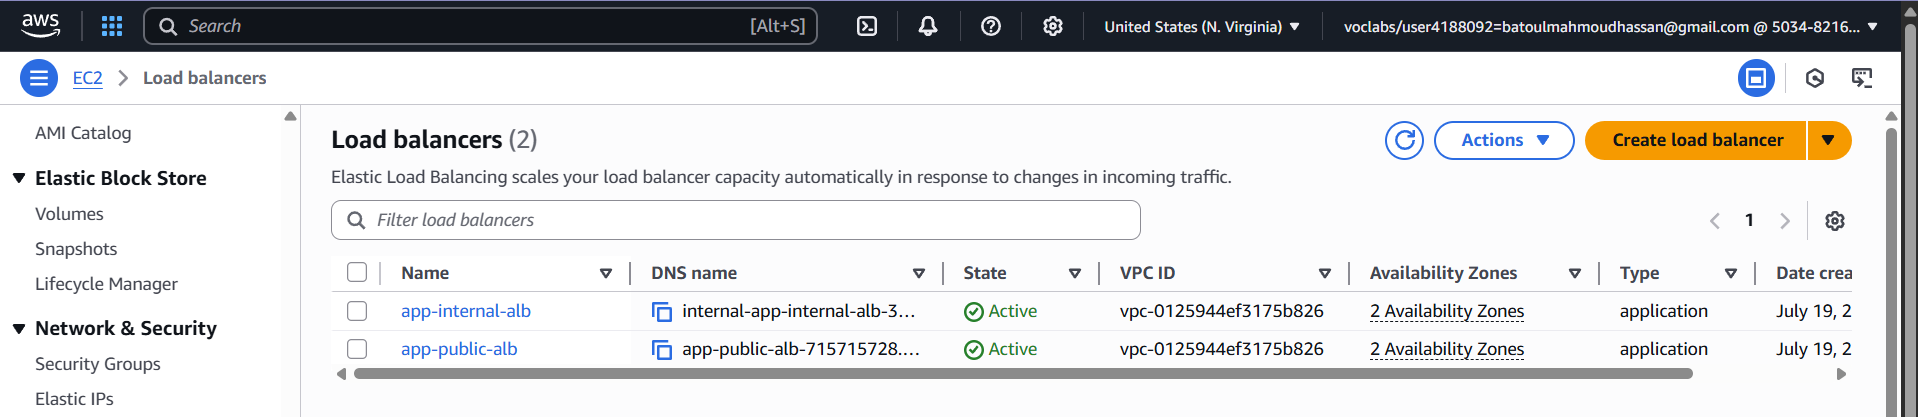 aws Search [Alt+S] United States (N. Virginia) voclabs/user4188092=batoulmahmoudhassan@gmail.com @ 5034-8216...
EC2 Load balancers
AMI Catalog
Elastic Block Store
Volumes
Snapshots
Lifecycle Manager
Network & Security
Security Groups
Elastic IPs
Load balancers (2)
Actions
Create load balancer
Elastic Load Balancing scales your load balancer capacity automatically in response to changes in incoming traffic.
Filter load balancers
1
Name DNS name State VPC ID Availability Zones Type Date crea
app-internal-alb internal-app-internal-alb-3... Active vpc-0125944ef3175b826 2 Availability Zones application July 19, 2
app-public-alb app-public-alb-715715728.... Active vpc-0125944ef3175b826 2 Availability Zones application July 19, 2